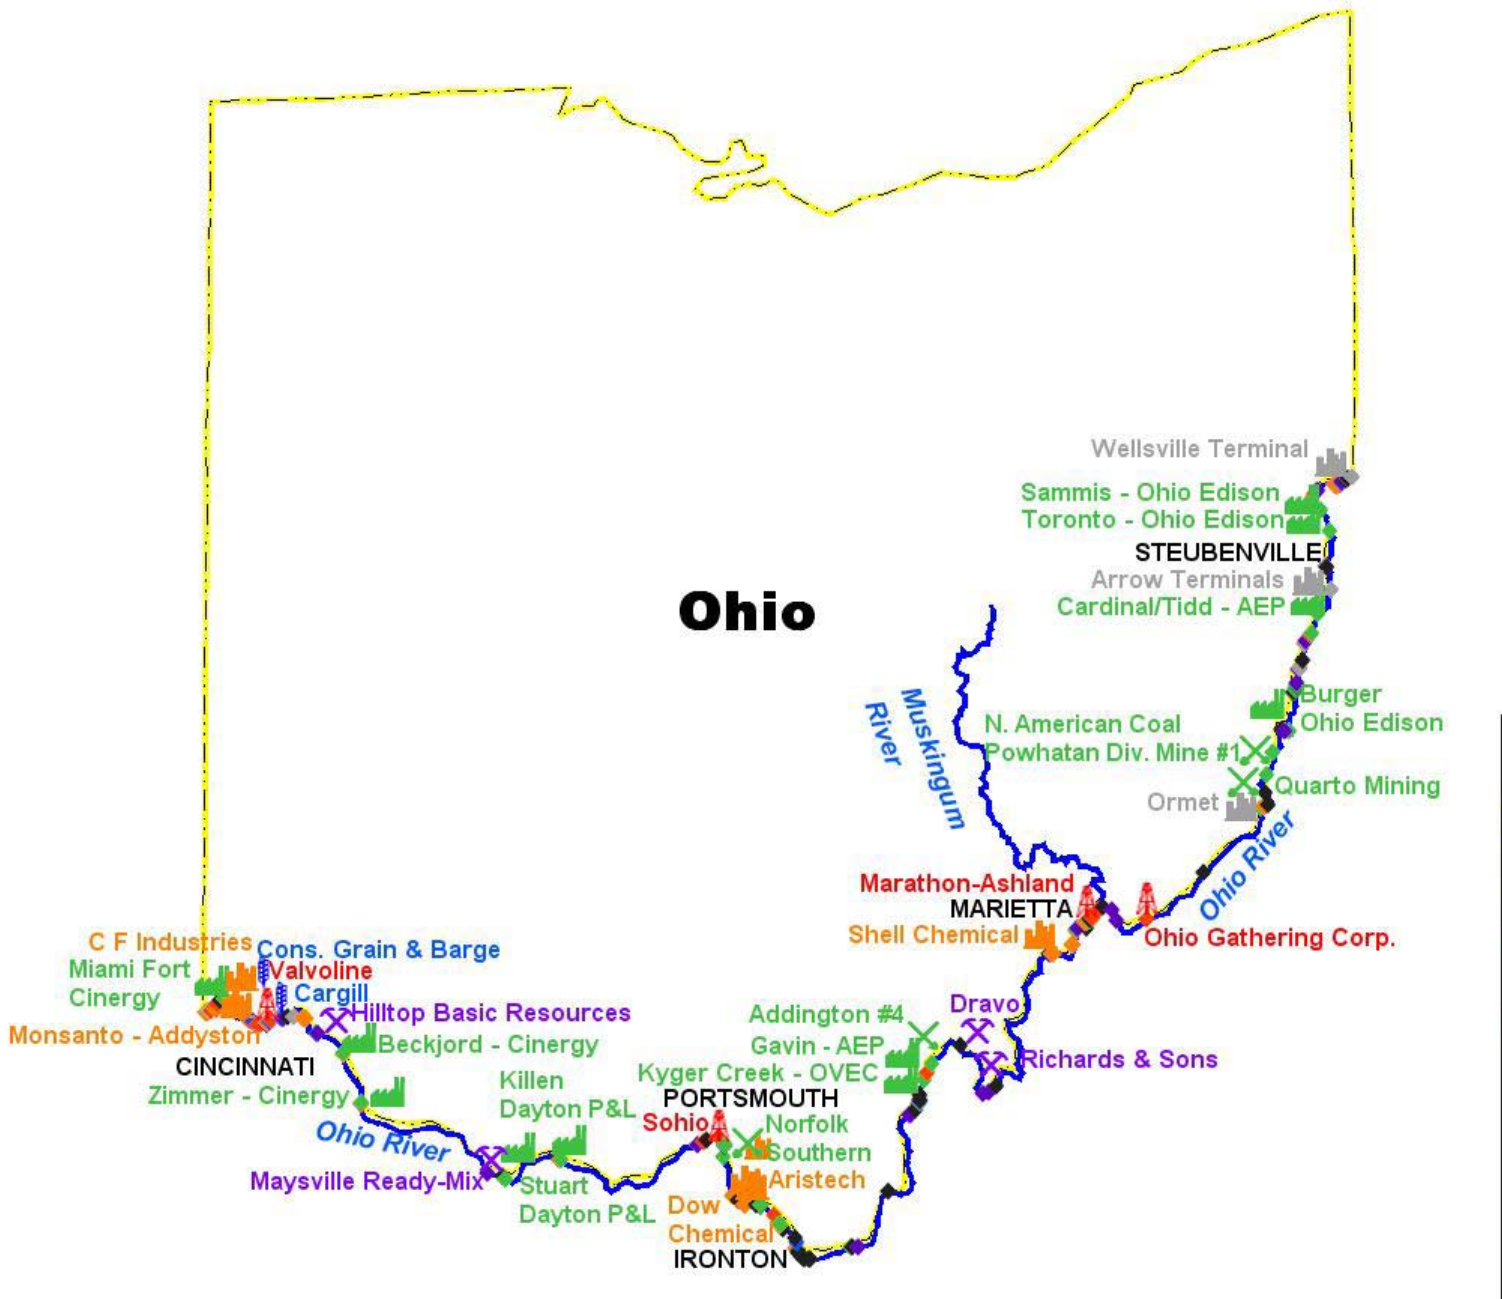 Wellsville Terminal
Sammis - Ohio Edison
Toronto - Ohio Edison
STEUBENVILLE
Arrow Terminals
Cardinal/Tidd - AEP
Ohio
Burger
Ohio Edison
Muskingum
River
N. American Coal
Powhatan Div. Mine #1
Quarto Mining
Ormet
Ohio River
Marathon-Ashland
MARIETTA
Shell Chemical
Ohio Gathering Corp.
C F Industries
Cons. Grain & Barge
Miami Fort
Cinergy
Valvoline
Cargill
Hilltop Basic Resources
Monsanto - Addyston
Beckjord - Cinergy
CINCINNATI
Zimmer - Cinergy
Ohio River
Killen
Dayton P&L
Maysville Ready-Mix
Stuart
Dayton P&L
Dravo
Addington #4
Gavin - AEP
Kyger Creek - OVEC
Richards & Sons
PORTSMOUTH
Sohio
Norfolk
Southern
Aristech
Dow
Chemical
IRONTON